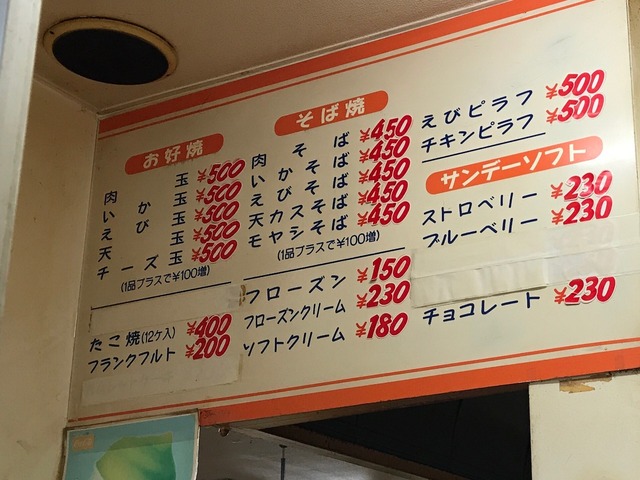 お好焼
肉玉 ¥500
いか玉 ¥500
えび玉 ¥500
天玉 ¥500
チーズ玉 ¥500
(1品プラスで¥100増)
たこ焼(12ケ入) ¥400
フランクフルト ¥200
そば焼
肉そば ¥450
いかそば ¥450
えびそば ¥450
天カスそば ¥450
モヤシそば ¥450
(1品プラスで¥100増)
フローズン ¥150
フローズンクリーム ¥230
ソフトクリーム ¥180
えびピラフ ¥500
チキンピラフ ¥500
サンデーソフト
ストロベリー ¥230
ブルーベリー ¥230
チョコレート ¥230